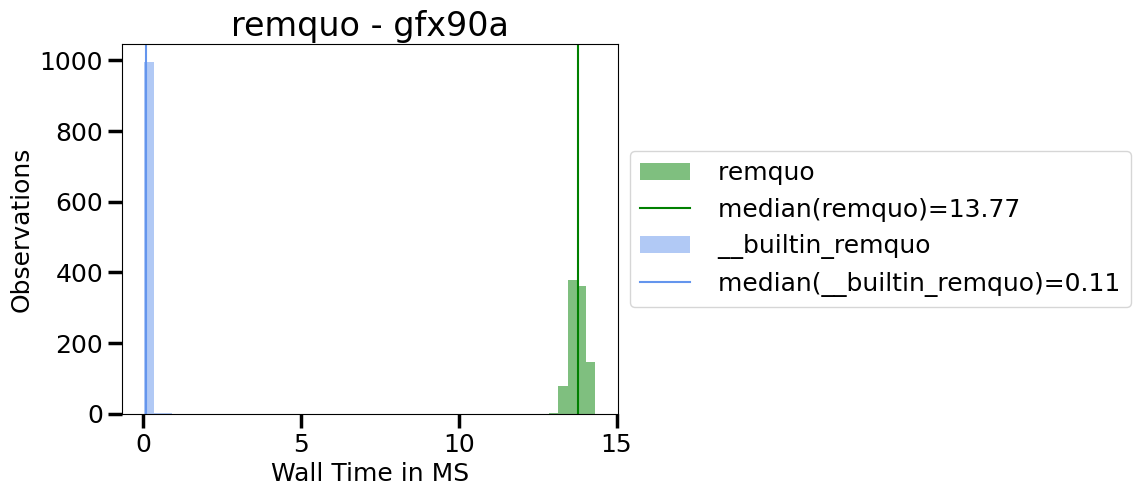 remquo - gfx90a
1000
800
600
400
200
0
Observations
0
5
10
15
Wall Time in MS
remquo
median(remquo)=13.77
__builtin_remquo
median(__builtin_remquo)=0.11